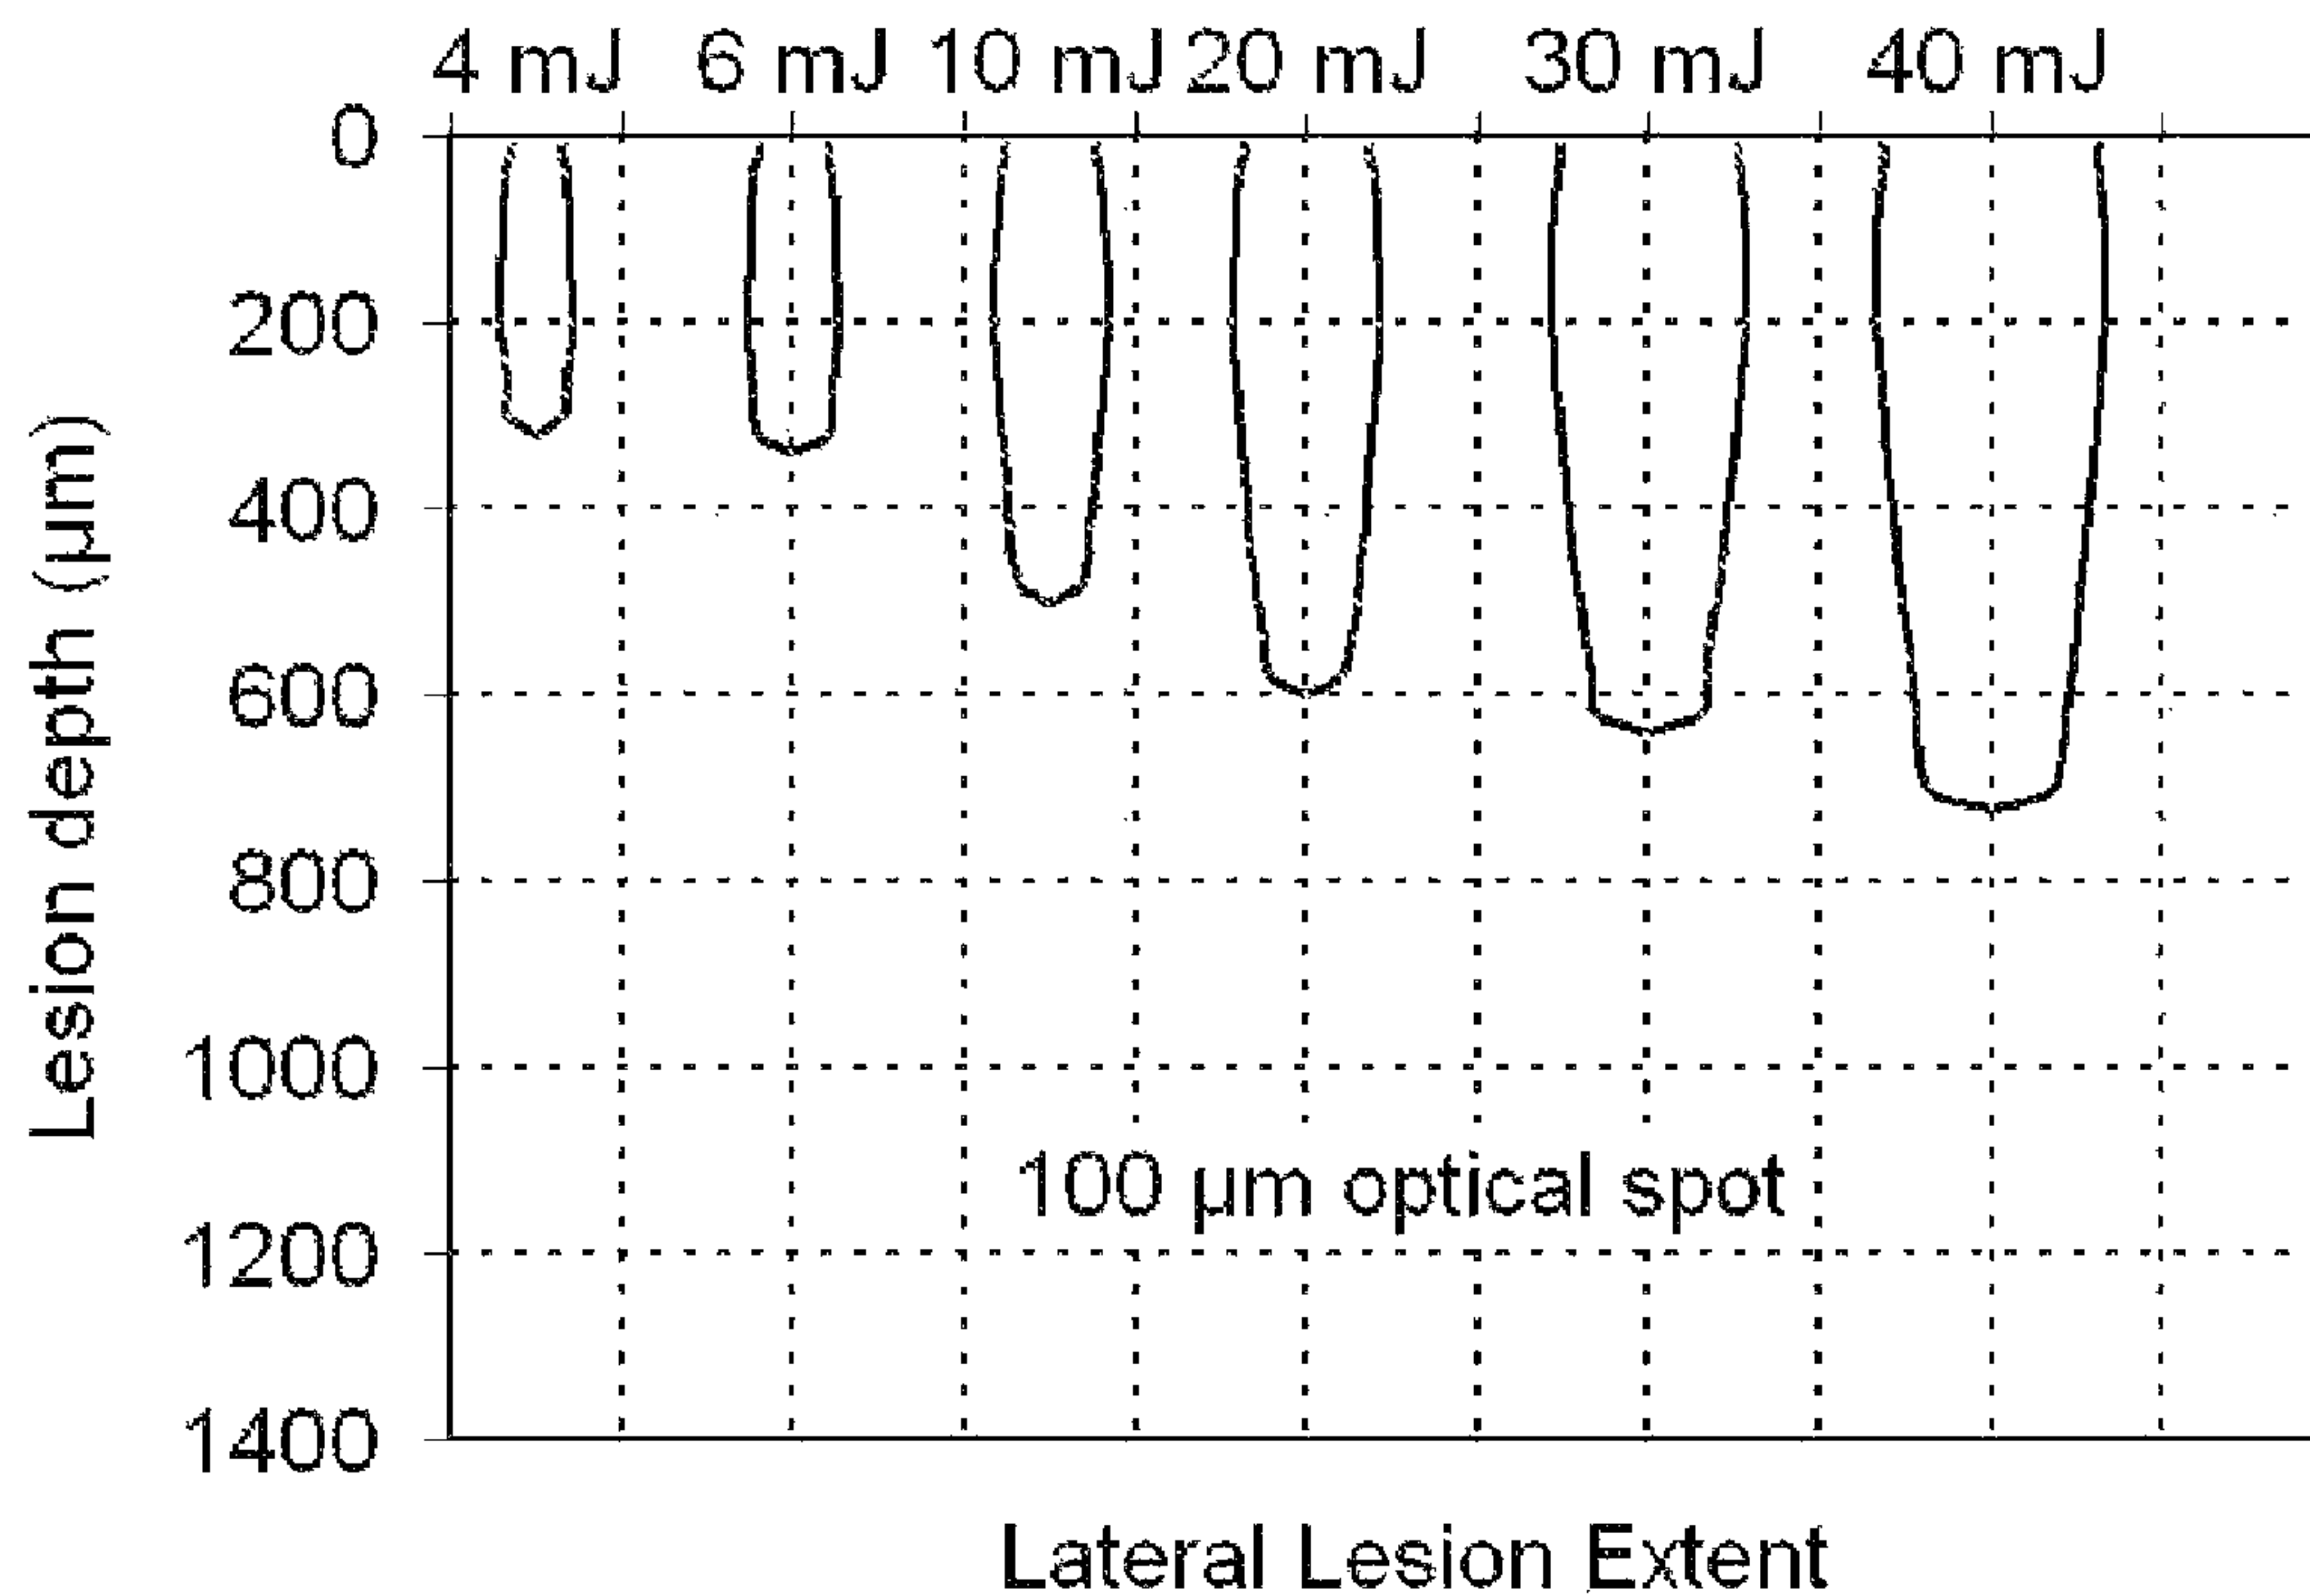 4 mJ 6 mJ 10 mJ 20 mJ 30 mJ 40 mJ
0
200
400
600
800
1000
1200
1400
Lesion depth (µm)
100 µm optical spot
Lateral Lesion Extent